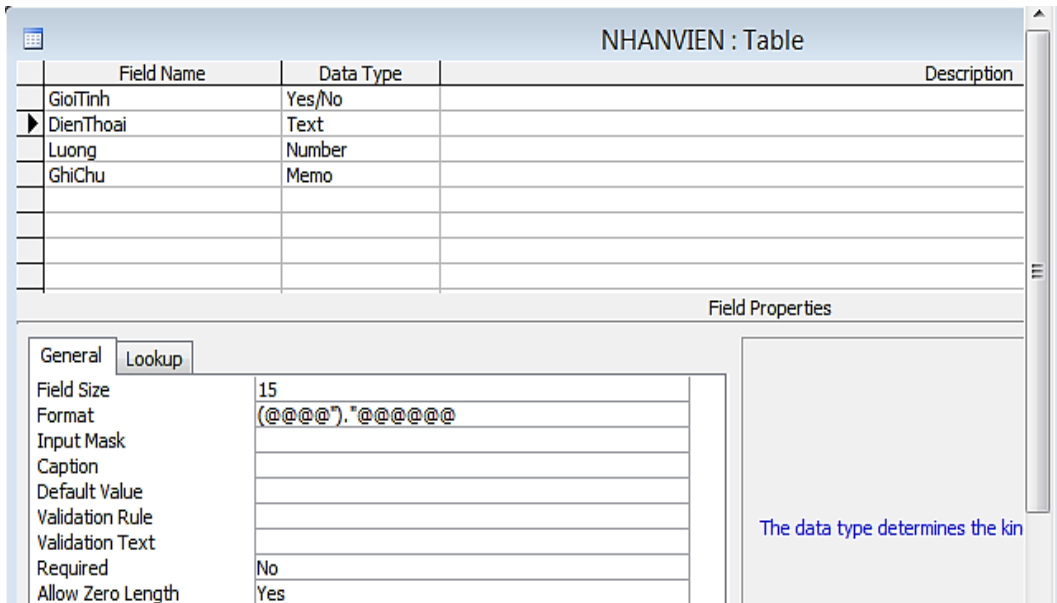 NHANVIEN : Table
Field Name Data Type Description
GioiTinh Yes/No
DienThoai Text
Luong Number
GhiChu Memo
Field Properties
General Lookup
Field Size 15
Format (@@@@")."@@@@@@
Input Mask
Caption
Default Value
Validation Rule
Validation Text
The data type determines the kin
Required No
Allow Zero Length Yes